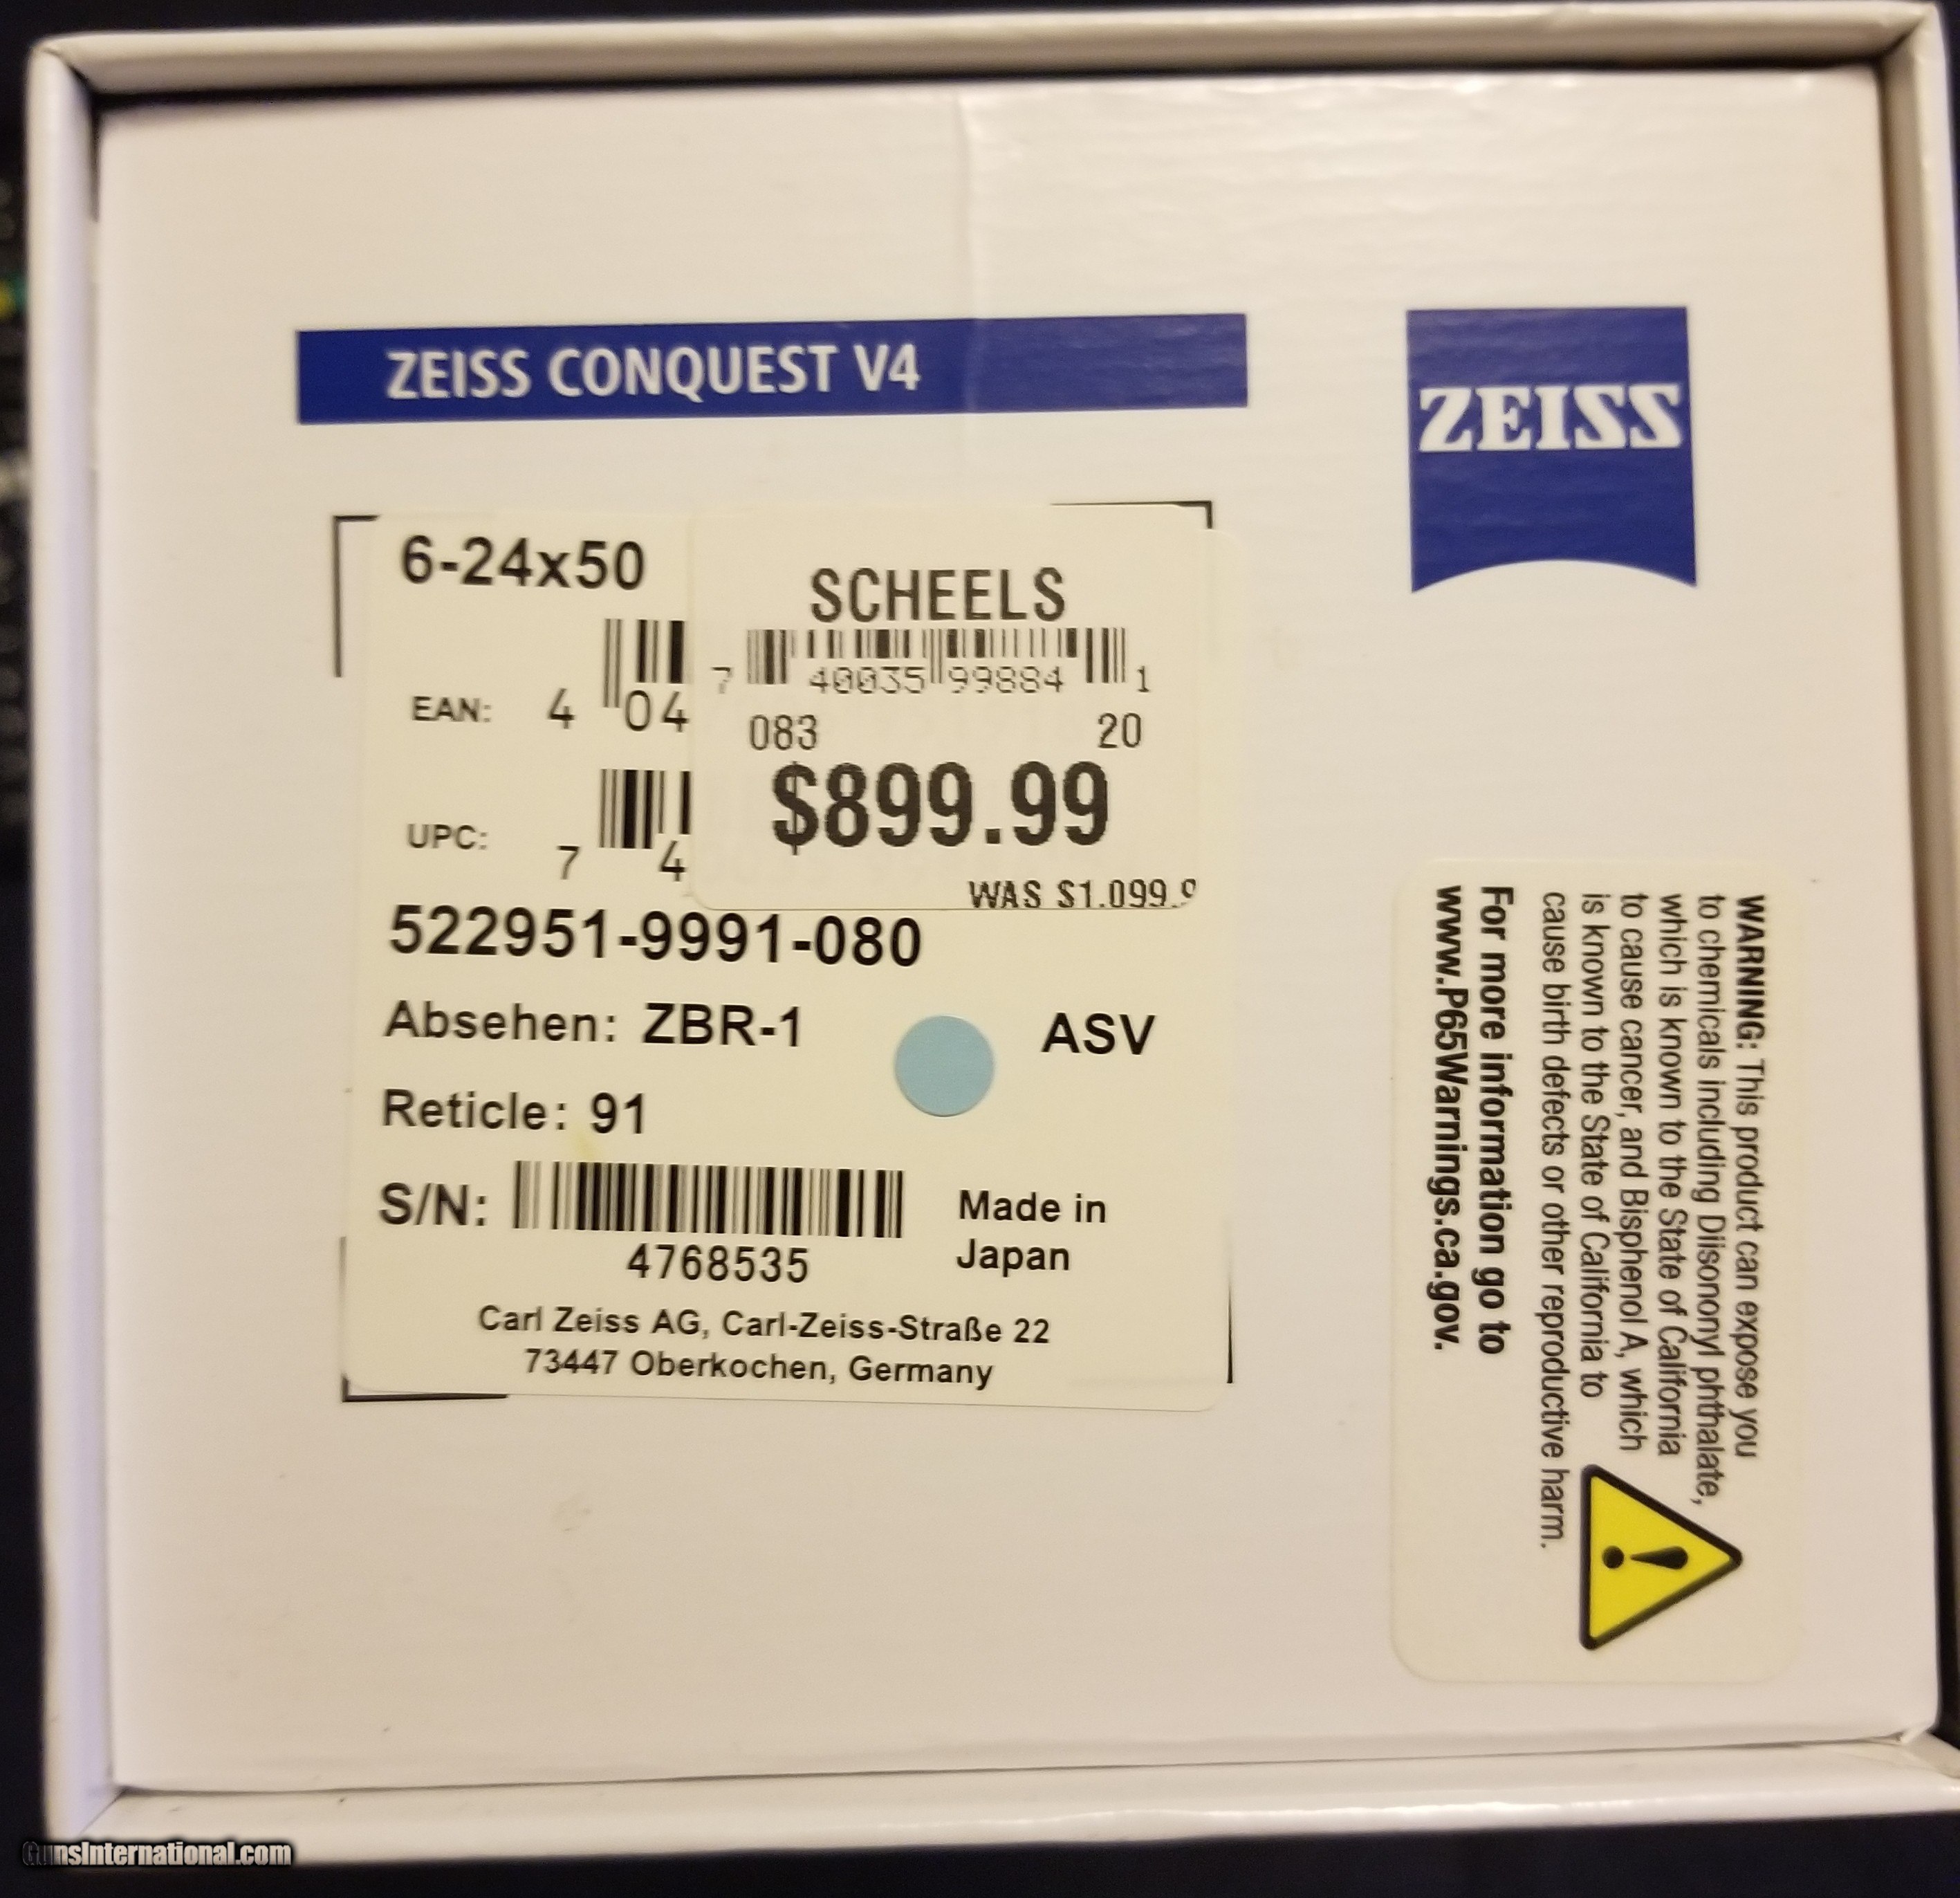 ZEISS CONQUEST V4
ZEISS
6-24x50
SCHEELS
7 40035 99884 1
083 20
$899.99
WAS $1.099.9
EAN: 4 04
UPC: 7 4
522951-9991-080
Absehen: ZBR-1 ASV
Reticle: 91
S/N:
4768535
Made in
Japan
Carl Zeiss AG, Carl-Zeiss-Straße 22
73447 Oberkochen, Germany
WARNING: This product can expose you
to chemicals including Diisononyl phthalate,
which is known to the State of California
to cause cancer, and Bisphenol A, which
is known to the State of California to
cause birth defects or other reproductive harm.
For more information go to
www.P65Warnings.ca.gov.
GunsInternational.com